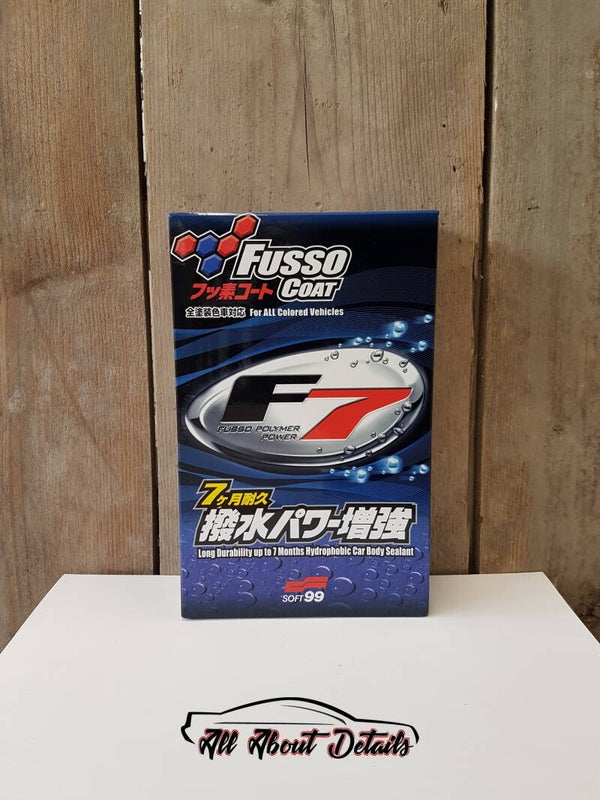 FUSSO
フッ素コート COAT
全塗装色車対応 For ALL Colored Vehicles
F7
FUSSO POLYMER
POWER
7ヶ月耐久
撥水パワー増強
Long Durability up to 7 Months Hydrophobic Car Body Sealant
SOFT99
All About Details